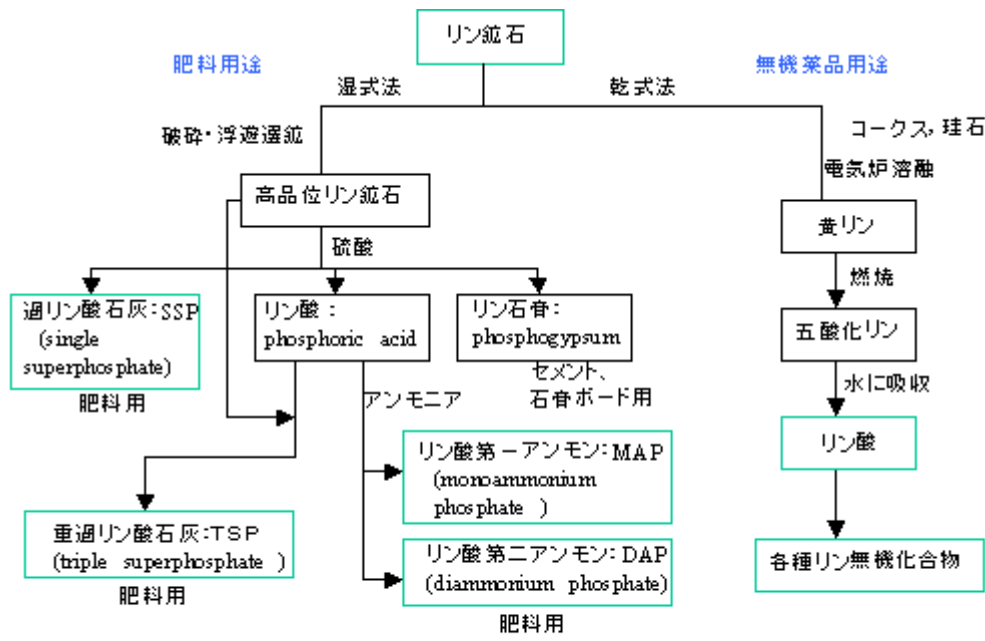 リン鉱石
肥料用途
無機薬品用途
湿式法
乾式法
破砕・浮遊選鉱
コークス,珪石
電気炉溶融
高品位リン鉱石
黄リン
硫酸
燃焼
過リン酸石灰:SSP
(single
superphosphate)
肥料用
リン酸:
phosphoric acid
リン石膏:
phosphogypsum
セメント、
石膏ボード用
五酸化リン
水に吸収
アンモニア
リン酸
リン酸第一アンモン:MAP
(monoammonium
phosphate )
重過リン酸石灰:TSP
(triple superphosphate )
肥料用
リン酸第二アンモン:DAP
(diammonium phosphate)
肥料用
各種リン無機化合物